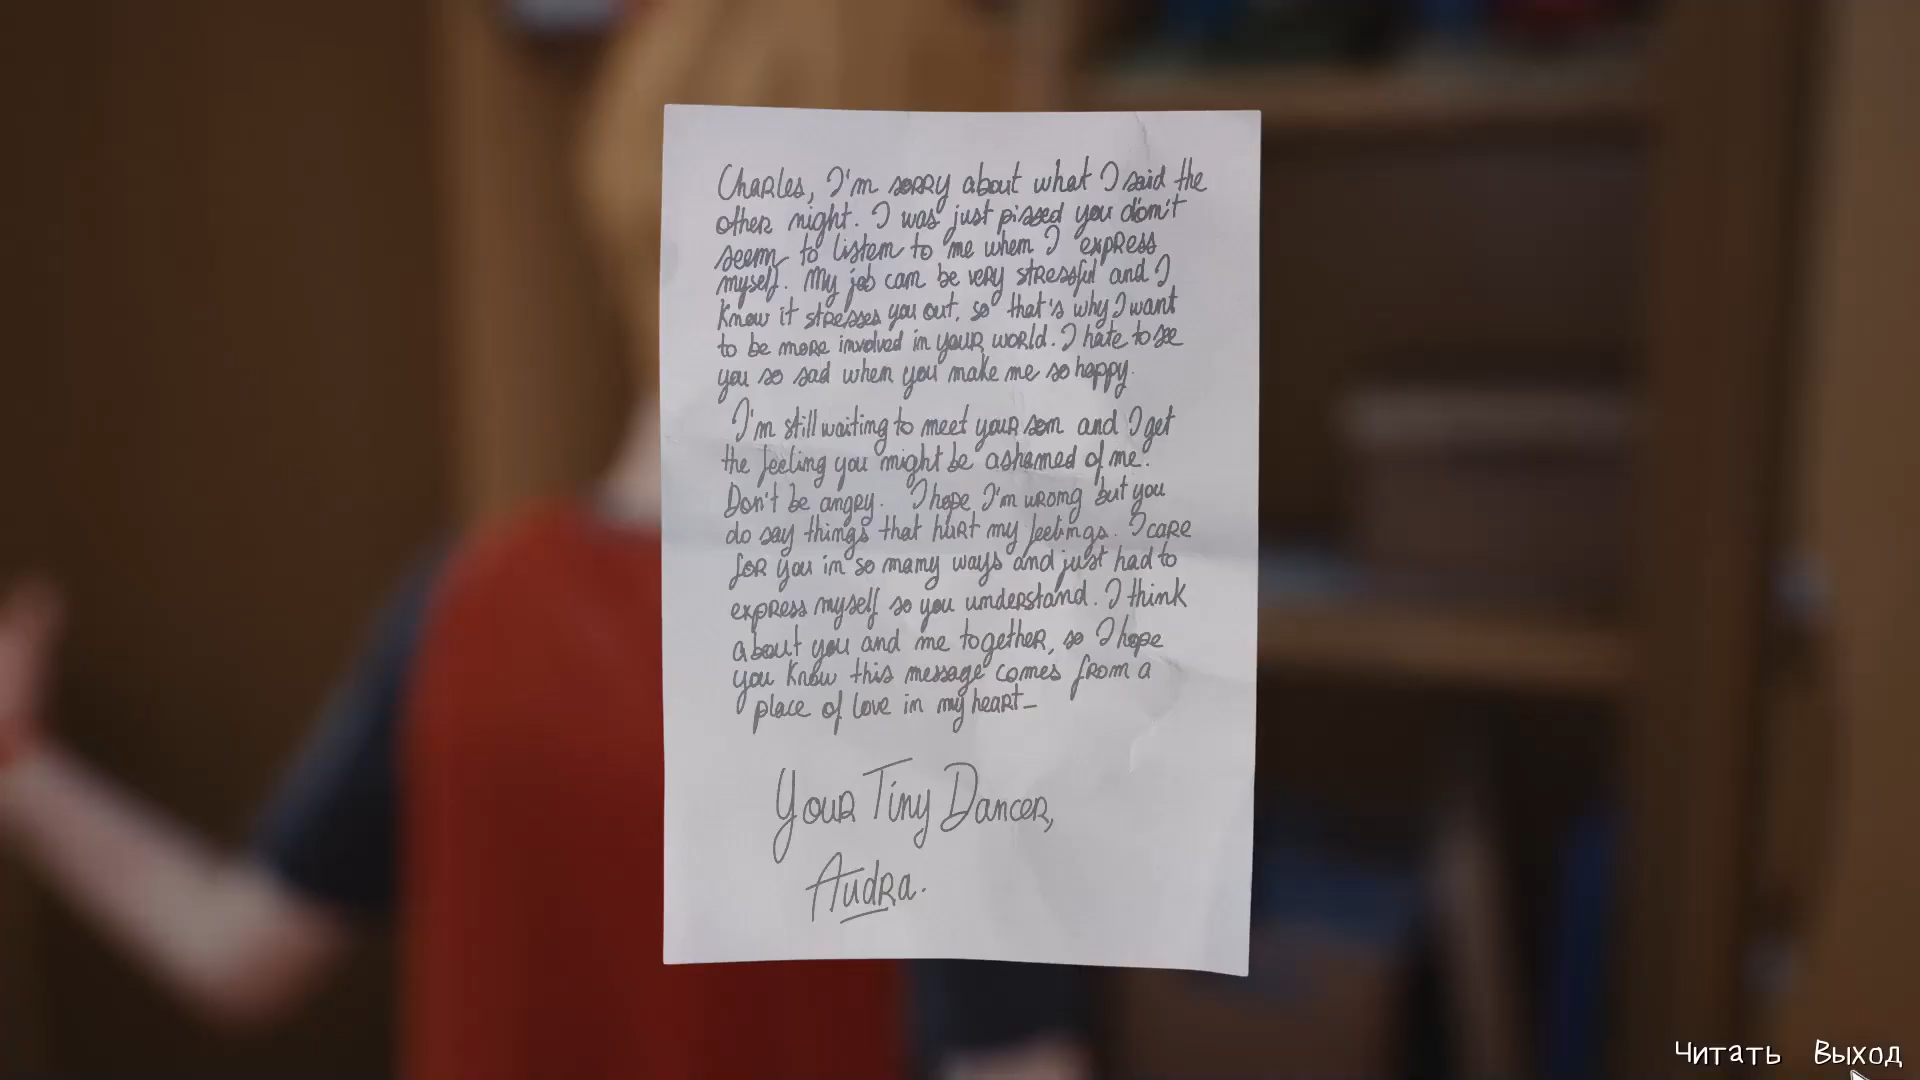 Charles, I'm sorry about what I said the
other night. I was just pissed you don't
seem to listen to me when I express
myself. My job can be very stressful and I
know it stresses you out, so that's why I want
to be more involved in your world. I hate to see
you so sad when you make me so happy.
I'm still waiting to meet your son and I get
the feeling you might be ashamed of me.
Don't be angry. I hope I'm wrong but you
do say things that hurt my feelings. I care
for you in so many ways and just had to
express myself so you understand. I think
about you and me together, so I hope
you know this message comes from a
place of love in my heart—
Your Tiny Dancer,
Audra.
Читать Выход